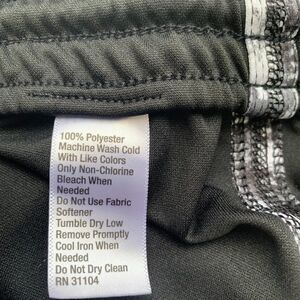 100% Polyester
Machine Wash Cold
With Like Colors
Only Non-Chlorine
Bleach When
Needed
Do Not Use Fabric
Softener
Tumble Dry Low
Remove Promptly
Cool Iron When
Needed
Do Not Dry Clean
RN 31104